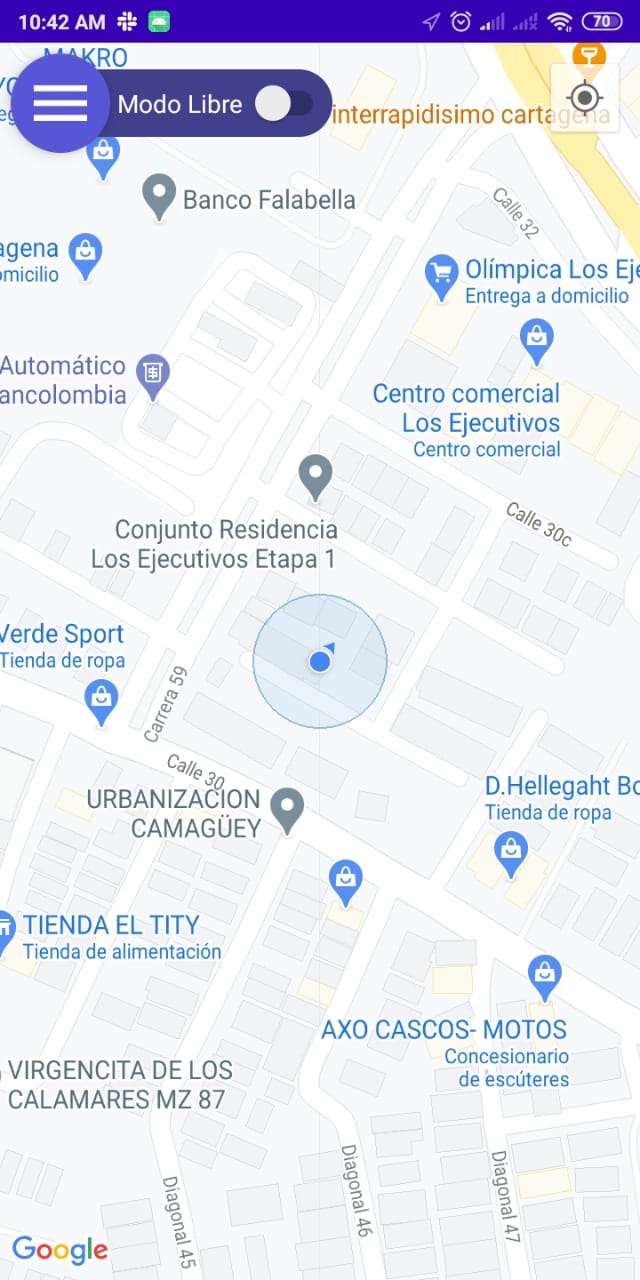 10:42 AM
70
MAKRO
Modo Libre
interrapidisimo cartagena
Banco Falabella
Calle 32
agena
omicilio
Olímpica Los Eje
Entrega a domicilio
Automático
ancolombia
Centro comercial
Los Ejecutivos
Centro comercial
Calle 30c
Conjunto Residencia
Los Ejecutivos Etapa 1
Verde Sport
Tienda de ropa
Carrera 59
Calle 30
URBANIZACION
CAMAGÜEY
D.Hellegaht Bo
Tienda de ropa
TIENDA EL TITY
Tienda de alimentación
AXO CASCOS- MOTOS
Concesionario
de escúteres
VIRGENCITA DE LOS
CALAMARES MZ 87
Diagonal 45
Diagonal 46
Diagonal 47
Google